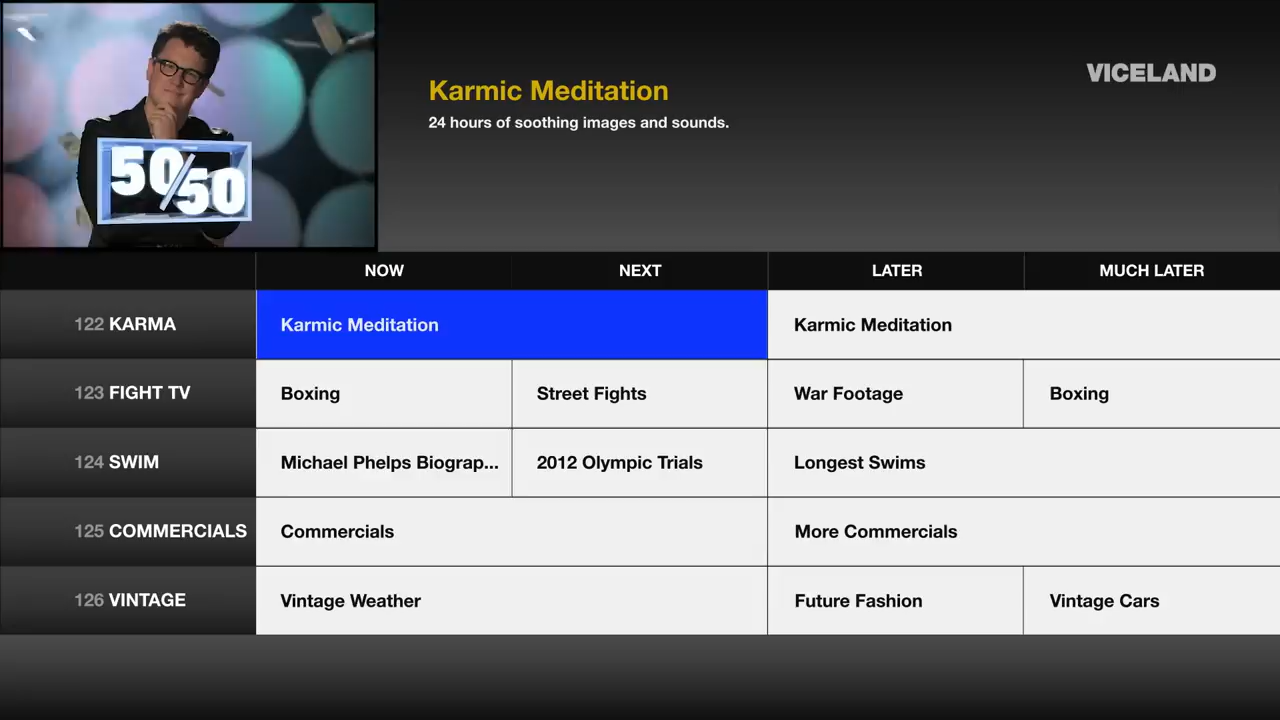 50/50
Karmic Meditation
24 hours of soothing images and sounds.
VICELAND
NOW NEXT LATER MUCH LATER
122 KARMA Karmic Meditation Karmic Meditation
123 FIGHT TV Boxing Street Fights War Footage Boxing
124 SWIM Michael Phelps Biograp... 2012 Olympic Trials Longest Swims
125 COMMERCIALS Commercials More Commercials
126 VINTAGE Vintage Weather Future Fashion Vintage Cars